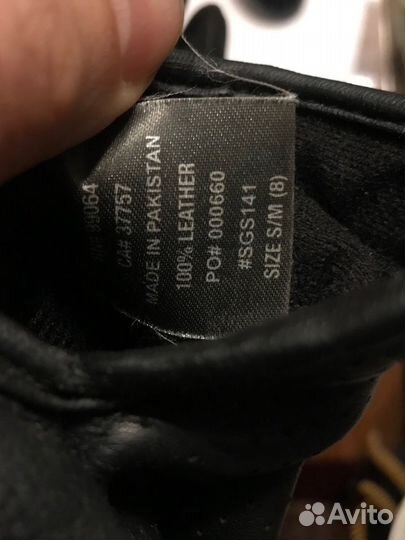 CA# 37757
MADE IN PAKISTAN
100% LEATHER
PO# 000660
#SGS141
SIZE S/M (8)
Avito